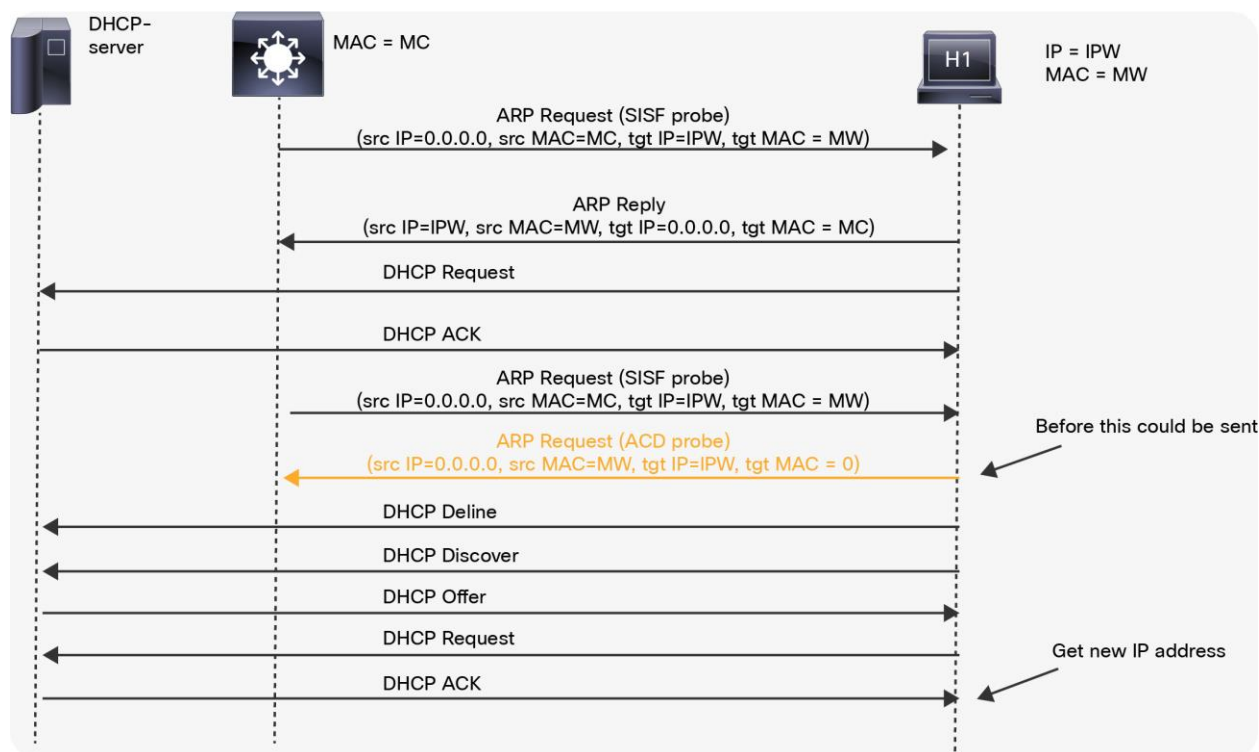 DHCP-
server
MAC = MC
H1
IP = IPW
MAC = MW
ARP Request (SISF probe)
(src IP=0.0.0.0, src MAC=MC, tgt IP=IPW, tgt MAC = MW)
ARP Reply
(src IP=IPW, src MAC=MW, tgt IP=0.0.0.0, tgt MAC = MC)
DHCP Request
DHCP ACK
ARP Request (SISF probe)
(src IP=0.0.0.0, src MAC=MC, tgt IP=IPW, tgt MAC = MW)
Before this could be sent
ARP Request (ACD probe)
(src IP=0.0.0.0, src MAC=MW, tgt IP=IPW, tgt MAC = 0)
DHCP Deline
DHCP Discover
DHCP Offer
DHCP Request
Get new IP address
DHCP ACK